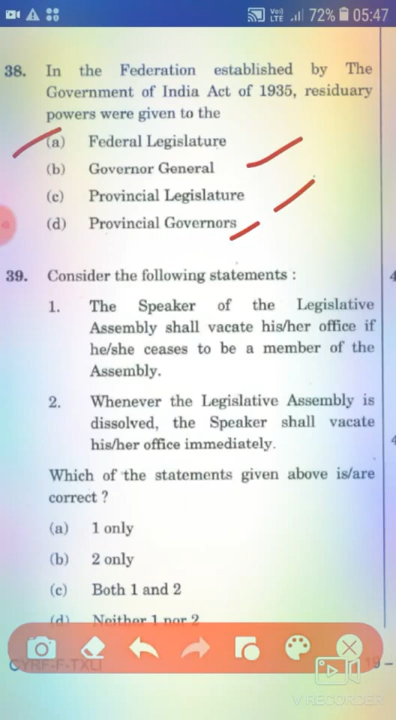 72% 05:47
38. In the Federation established by The
Government of India Act of 1935, residuary
powers were given to the
(a) Federal Legislature
(b) Governor General
(c) Provincial Legislature
(d) Provincial Governors
39. Consider the following statements :
1. The Speaker of the Legislative
Assembly shall vacate his/her office if
he/she ceases to be a member of the
Assembly.
2. Whenever the Legislative Assembly is
dissolved, the Speaker shall vacate
his/her office immediately.
Which of the statements given above is/are
correct ?
(a) 1 only
(b) 2 only
(c) Both 1 and 2
(d) Neither 1 nor 2
V RECORDER